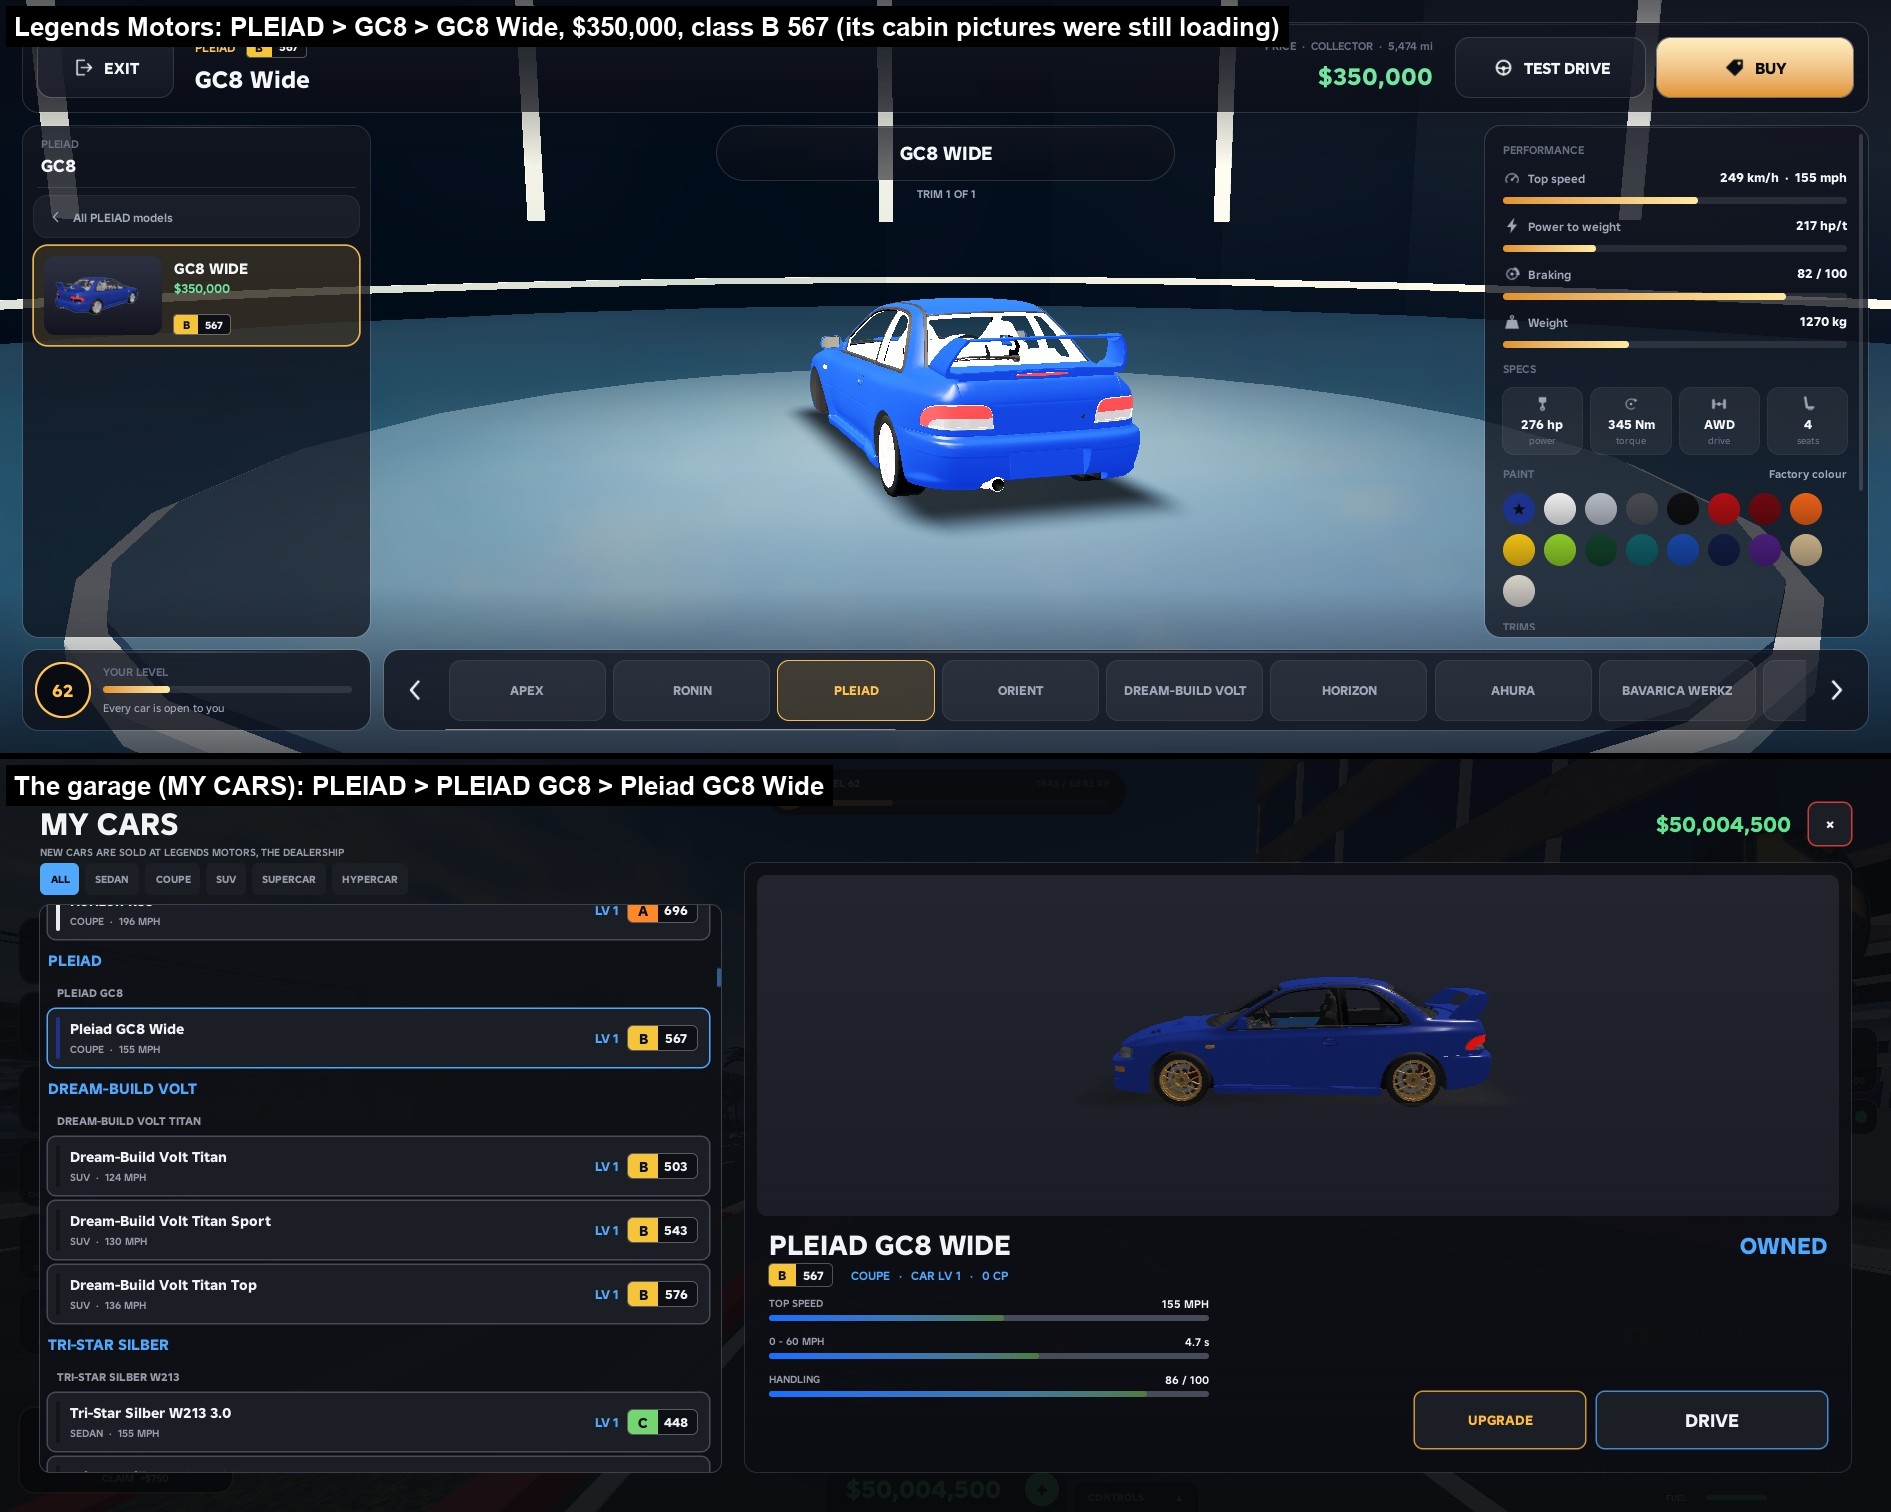 Legends Motors: PLEIAD > GC8 > GC8 Wide, $350,000, class B 567 (its cabin pictures were still loading)
EXIT
PLEIAD B 567
GC8 Wide
PRICE · COLLECTOR · 5,474 mi
$350,000
TEST DRIVE
BUY
PLEIAD
GC8
All PLEIAD models
GC8 WIDE
$350,000
B 567
GC8 WIDE
TRIM 1 OF 1
PERFORMANCE
Top speed 249 km/h · 155 mph
Power to weight 217 hp/t
Braking 82 / 100
Weight 1270 kg
SPECS
276 hp
power
345 Nm
torque
AWD
drive
4
seats
PAINT Factory colour
TRIMS
62
YOUR LEVEL
Every car is open to you
APEX
RONIN
PLEIAD
ORIENT
DREAM-BUILD VOLT
HORIZON
AHURA
BAVARICA WERKZ
The garage (MY CARS): PLEIAD > PLEIAD GC8 > Pleiad GC8 Wide
MY CARS
NEW CARS ARE SOLD AT LEGENDS MOTORS, THE DEALERSHIP
$50,004,500
×
ALL SEDAN COUPE SUV SUPERCAR HYPERCAR
COUPE · 196 MPH
LV 1 A 696
PLEIAD
PLEIAD GC8
Pleiad GC8 Wide
COUPE · 155 MPH
LV 1 B 567
DREAM-BUILD VOLT
DREAM-BUILD VOLT TITAN
Dream-Build Volt Titan
SUV · 124 MPH
LV 1 B 503
Dream-Build Volt Titan Sport
SUV · 130 MPH
LV 1 B 543
Dream-Build Volt Titan Top
SUV · 136 MPH
LV 1 B 576
TRI-STAR SILBER
TRI-STAR SILBER W213
Tri-Star Silber W213 3.0
SEDAN · 155 MPH
LV 1 C 448
PLEIAD GC8 WIDE
OWNED
B 567 COUPE · CAR LV 1 · 0 CP
TOP SPEED 155 MPH
0 - 60 MPH 4.7 s
HANDLING 86 / 100
UPGRADE
DRIVE
CLAIM +$750
$50,004,500 +
CONTROLS
FUEL